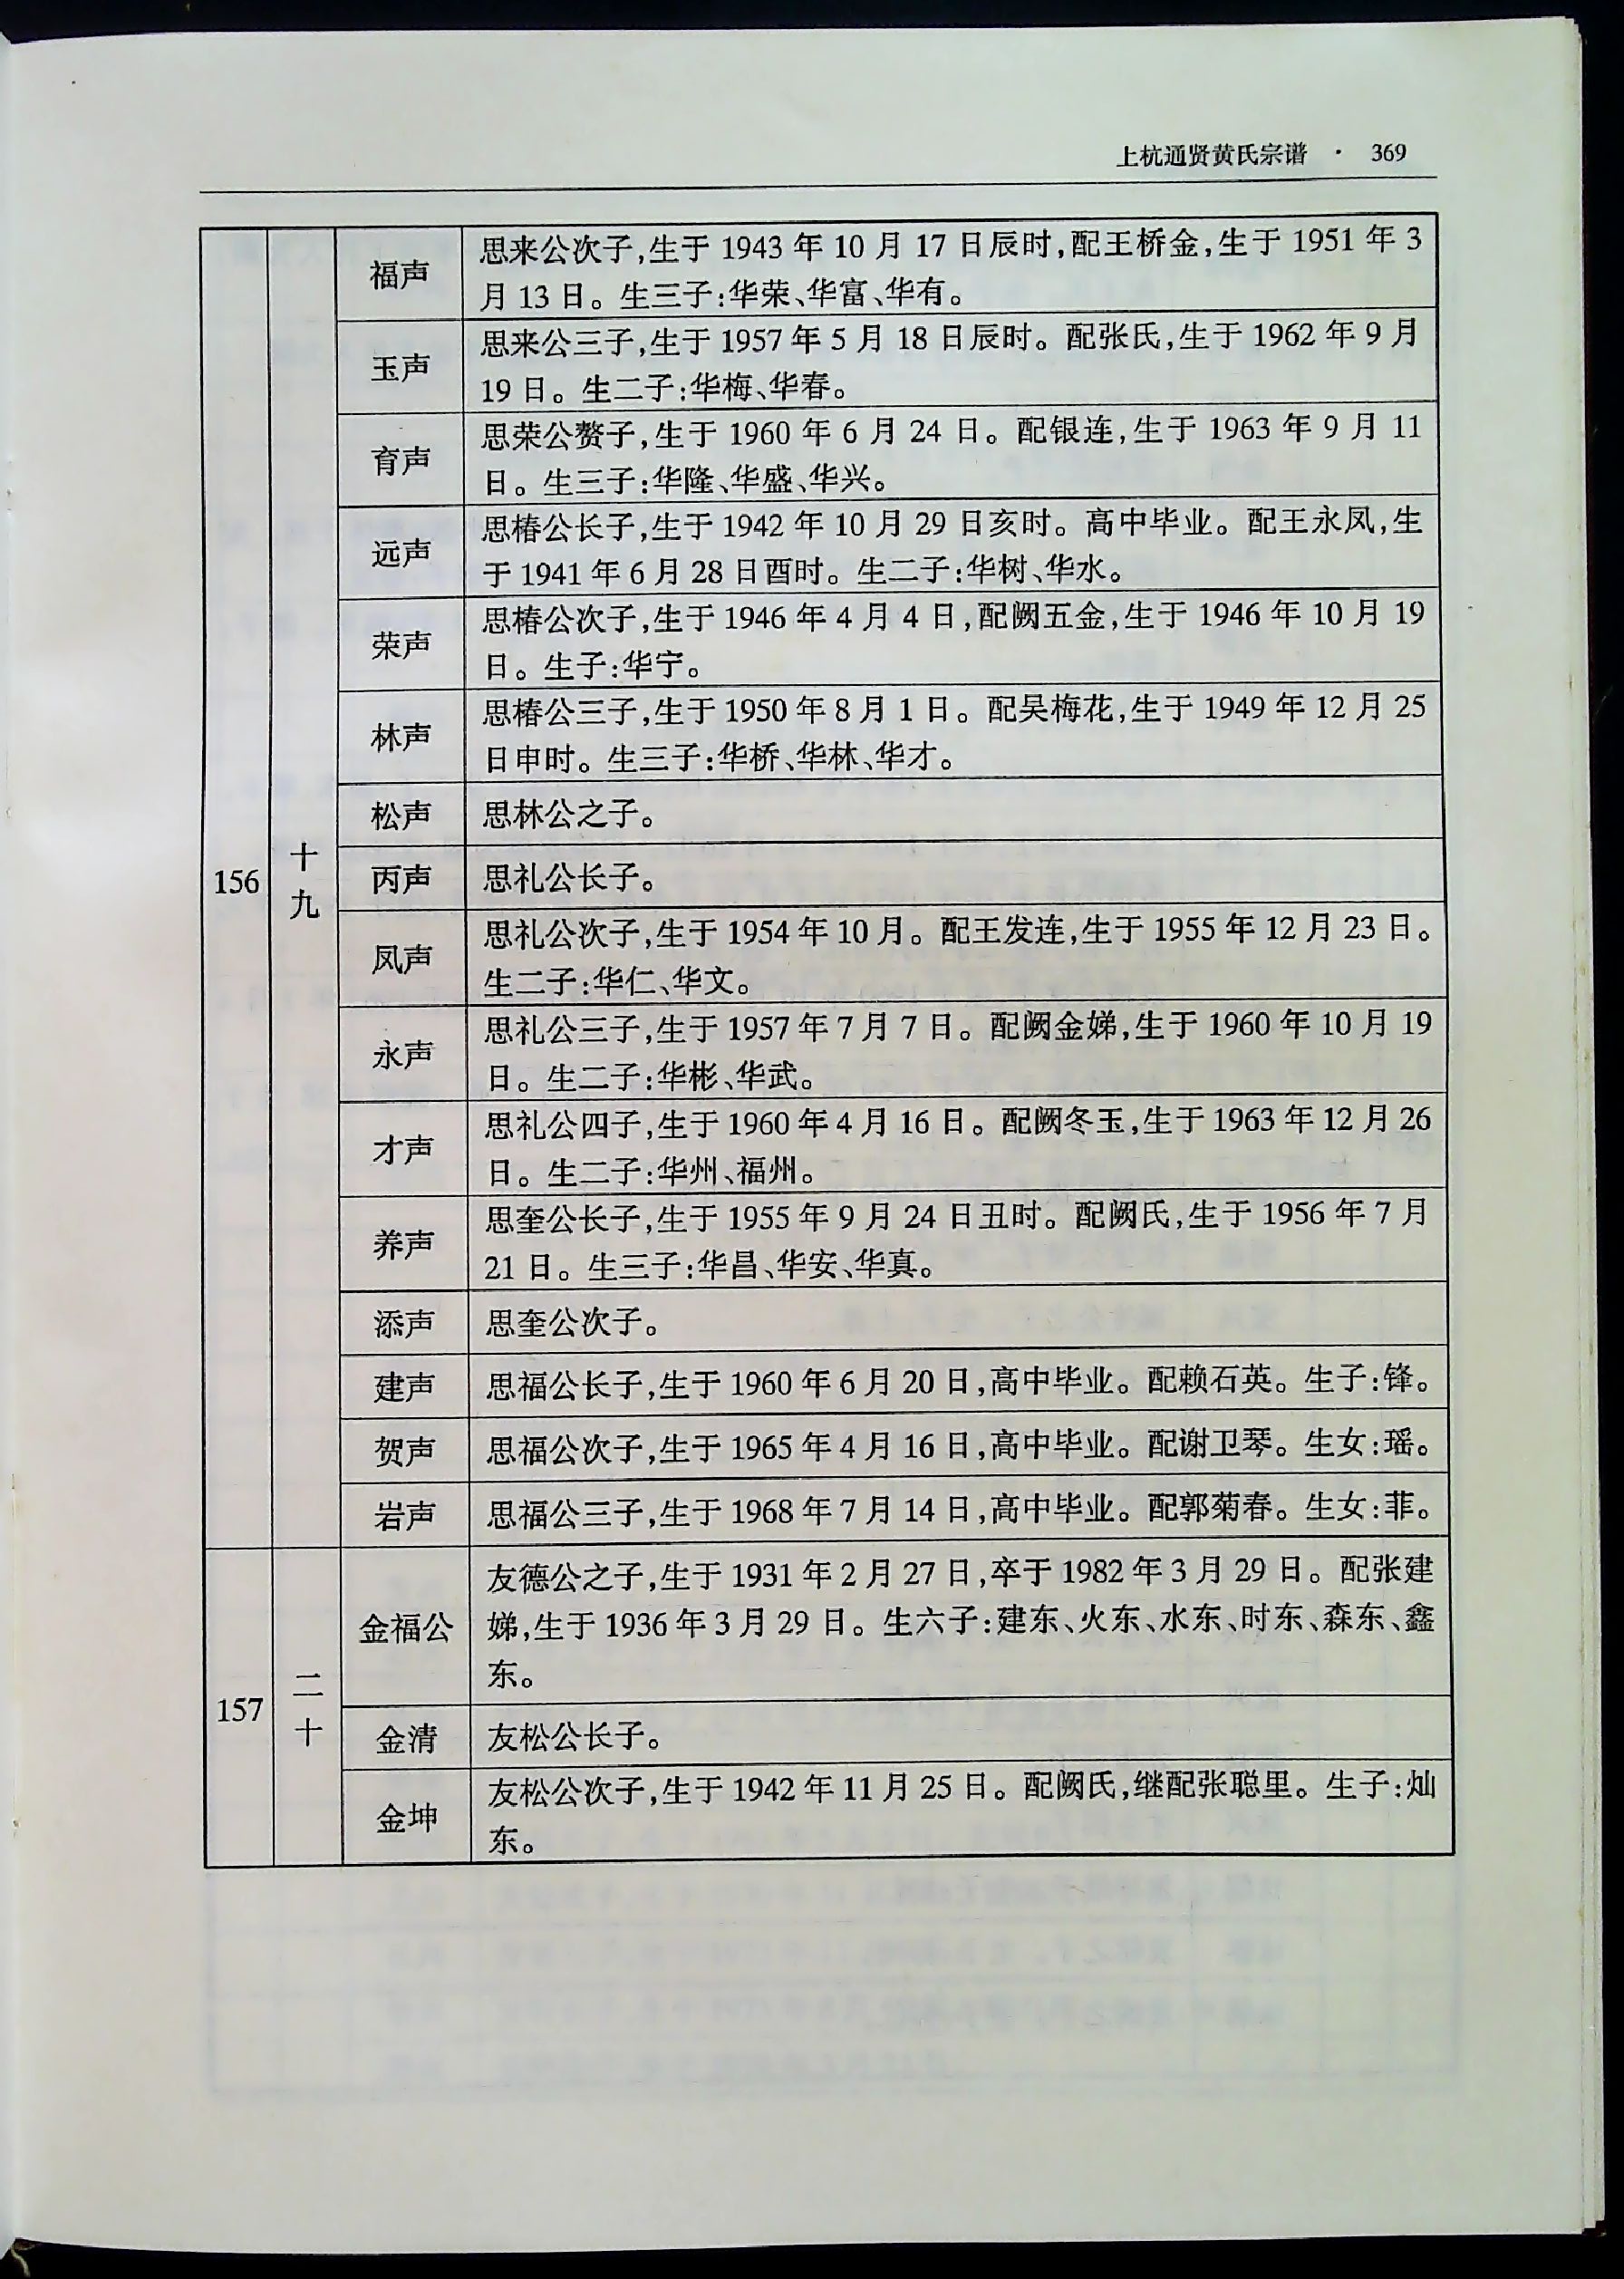 上杭通贤黄氏宗谱 · 369
156
十九
福声
思来公次子,生于 1943 年 10 月 17 日辰时,配王桥金,生于 1951 年 3
月 13 日。生三子:华荣、华富、华有。
玉声
思来公三子,生于 1957 年 5 月 18 日辰时。配张氏,生于 1962 年 9 月
19 日。生二子:华梅、华春。
育声
思荣公赘子,生于 1960 年 6 月 24 日。配银连,生于 1963 年 9 月 11
日。生三子:华隆、华盛、华兴。
远声
思椿公长子,生于 1942 年 10 月 29 日亥时。高中毕业。配王永凤,生
于 1941 年 6 月 28 日酉时。生二子:华树、华水。
荣声
思椿公次子,生于 1946 年 4 月 4 日,配阙五金,生于 1946 年 10 月 19
日。生子:华宁。
林声
思椿公三子,生于 1950 年 8 月 1 日。配吴梅花,生于 1949 年 12 月 25
日申时。生三子:华桥、华林、华才。
松声
思林公之子。
丙声
思礼公长子。
凤声
思礼公次子,生于 1954 年 10 月。配王发连,生于 1955 年 12 月 23 日。
生二子:华仁、华文。
永声
思礼公三子,生于 1957 年 7 月 7 日。配阙金娣,生于 1960 年 10 月 19
日。生二子:华彬、华武。
才声
思礼公四子,生于 1960 年 4 月 16 日。配阙冬玉,生于 1963 年 12 月 26
日。生二子:华州、福州。
养声
思奎公长子,生于 1955 年 9 月 24 日丑时。配阙氏,生于 1956 年 7 月
21 日。生三子:华昌、华安、华真。
添声
思奎公次子。
建声
思福公长子,生于 1960 年 6 月 20 日,高中毕业。配赖石英。生子:锋。
贺声
思福公次子,生于 1965 年 4 月 16 日,高中毕业。配谢卫琴。生女:瑶。
岩声
思福公三子,生于 1968 年 7 月 14 日,高中毕业。配郭菊春。生女:菲。
157
二十
金福公
友德公之子,生于 1931 年 2 月 27 日,卒于 1982 年 3 月 29 日。配张建
娣,生于 1936 年 3 月 29 日。生六子:建东、火东、水东、时东、森东、鑫
东。
金清
友松公长子。
金坤
友松公次子,生于 1942 年 11 月 25 日。配阙氏,继配张聪里。生子:灿
东。